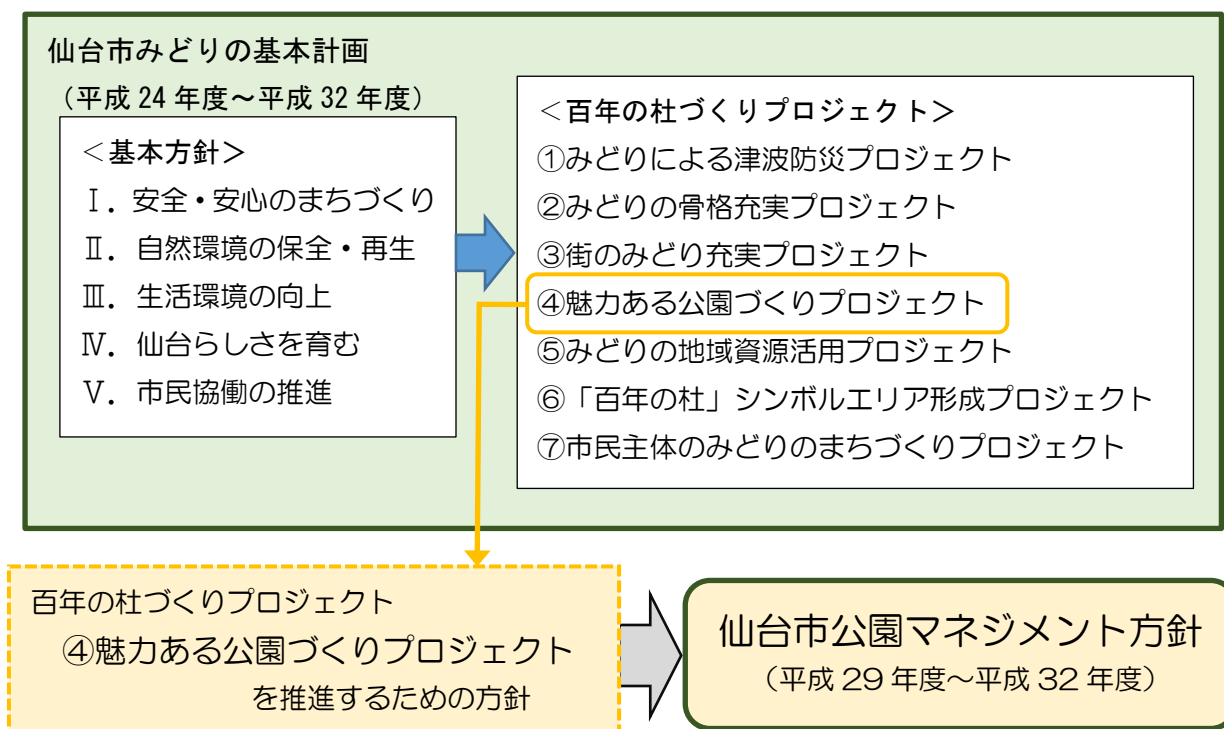 仙台市みどりの基本計画
（平成 24 年度～平成 32 年度）
＜基本方針＞
Ⅰ．安全・安心のまちづくり
Ⅱ．自然環境の保全・再生
Ⅲ．生活環境の向上
Ⅳ．仙台らしさを育む
Ⅴ．市民協働の推進
＜百年の杜づくりプロジェクト＞
①みどりによる津波防災プロジェクト
②みどりの骨格充実プロジェクト
③街のみどり充実プロジェクト
④魅力ある公園づくりプロジェクト
⑤みどりの地域資源活用プロジェクト
⑥「百年の杜」シンボルエリア形成プロジェクト
⑦市民主体のみどりのまちづくりプロジェクト
百年の杜づくりプロジェクト
④魅力ある公園づくりプロジェクト
を推進するための方針
仙台市公園マネジメント方針
（平成 29 年度～平成 32 年度）